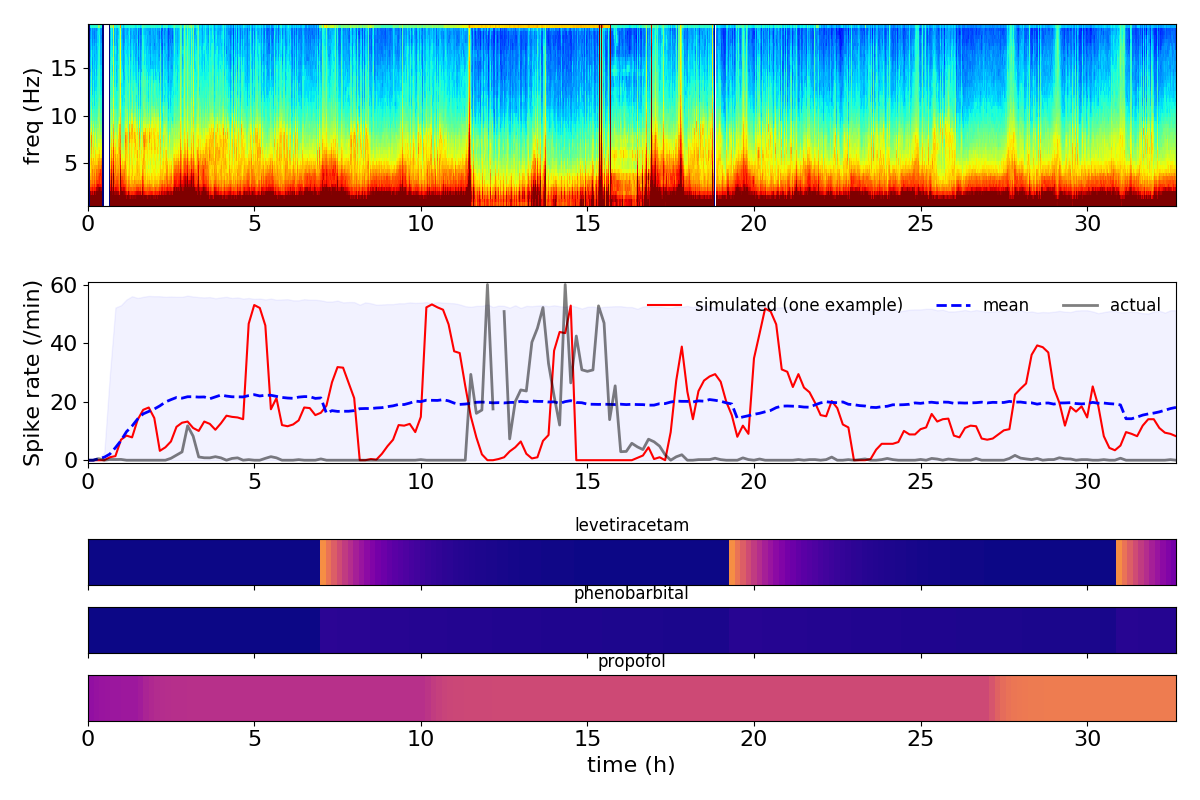 freq (Hz)
15
10
5
0 5 10 15 20 25 30
Spike rate (/min)
60
40
20
0
simulated (one example) mean actual
0 5 10 15 20 25 30
levetiracetam
phenobarbital
propofol
0 5 10 15 20 25 30
time (h)